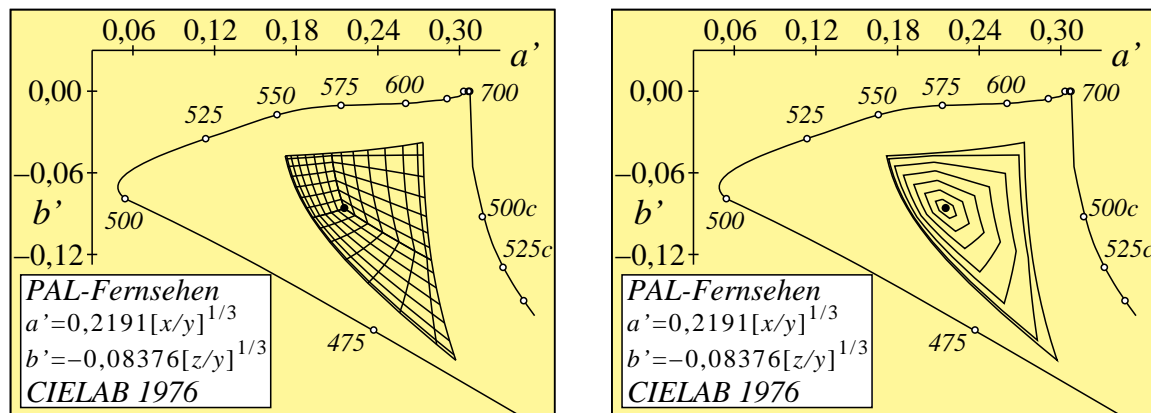 0,06 0,12 0,18 0,24 0,30
a’
0,00
525 550 575 600 700
–0,06
b’
500
500c
–0,12
525c
475
PAL-Fernsehen
a’=0,2191[x/y]1/3
b’=–0,08376[z/y]1/3
CIELAB 1976
0,06 0,12 0,18 0,24 0,30
a’
0,00
525 550 575 600 700
–0,06
b’
500
500c
–0,12
525c
475
PAL-Fernsehen
a’=0,2191[x/y]1/3
b’=–0,08376[z/y]1/3
CIELAB 1976